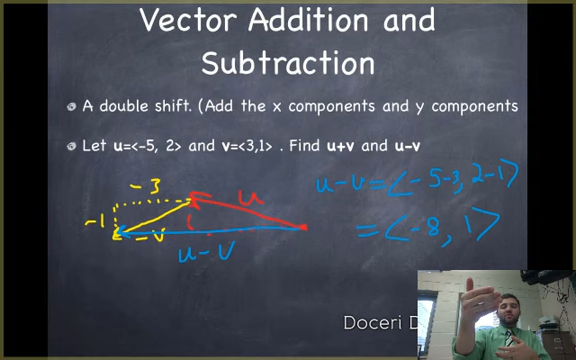 Vector Addition and
Subtraction
A double shift. (Add the x components and y components
Let u=<-5, 2> and v=<3,1> . Find u+v and u-v
u-v=<-5-3, 2-1>
=<-8, 1>
-3
u
-1
-v
u-v
Doceri D